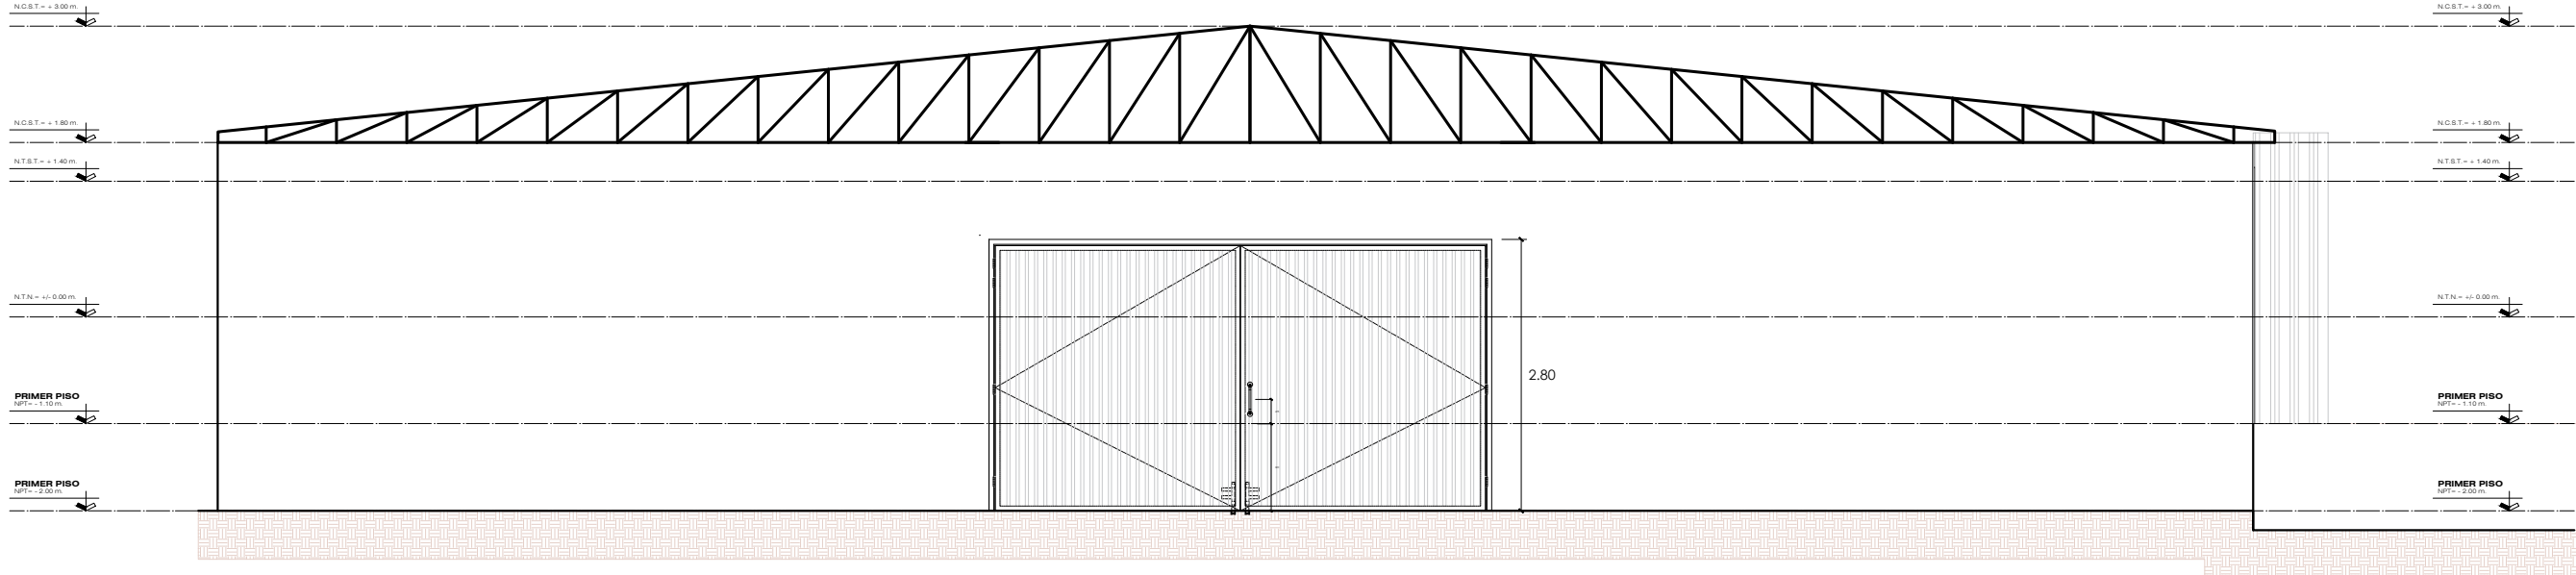 N.C.S.T.= + 3.00 m.
N.C.S.T.= + 3.00 m.
N.C.S.T.= + 1.80 m.
N.C.S.T.= + 1.80 m.
N.T.S.T.= + 1.40 m.
N.T.S.T.= + 1.40 m.
N.T.N.= +/- 0.00 m.
N.T.N.= +/- 0.00 m.
2.80
PRIMER PISO
NPT= - 1.10 m.
PRIMER PISO
NPT= - 1.10 m.
PRIMER PISO
NPT= - 2.00 m.
PRIMER PISO
NPT= - 2.00 m.